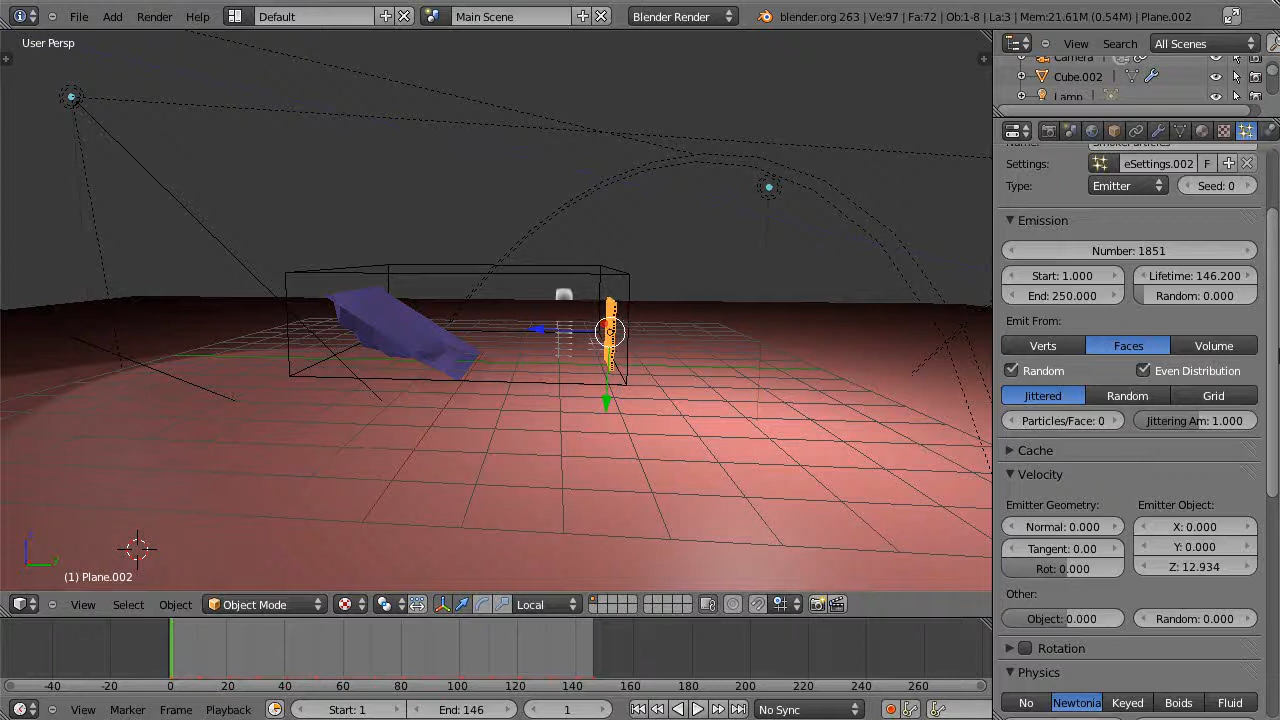 File Add Render Help Default Main Scene Blender Render blender.org 263 | Ve:97 | Fa:72 | Ob:1-8 | La:3 | Mem:21.61M (0.54M) | Plane.002
User Persp
View Search All Scenes
Camera
Cube.002
Lamp
Settings: eSettings.002 F
Type: Emitter Seed: 0
Emission
Number: 1851
Start: 1.000 Lifetime: 146.200
End: 250.000 Random: 0.000
Emit From:
Verts Faces Volume
Random Even Distribution
Jittered Random Grid
Particles/Face: 0 Jittering Am: 1.000
Cache
Velocity
Emitter Geometry: Emitter Object:
Normal: 0.000 X: 0.000
Tangent: 0.00 Y: 0.000
Rot: 0.000 Z: 12.934
Other:
Object: 0.000 Random: 0.000
Rotation
Physics
No Newtonia Keyed Boids Fluid
(1) Plane.002
View Select Object Object Mode Local
-40 -20 0 20 40 60 80 100 120 140 160 180 200 220 240 260
View Marker Frame Playback Start: 1 End: 146 1 No Sync